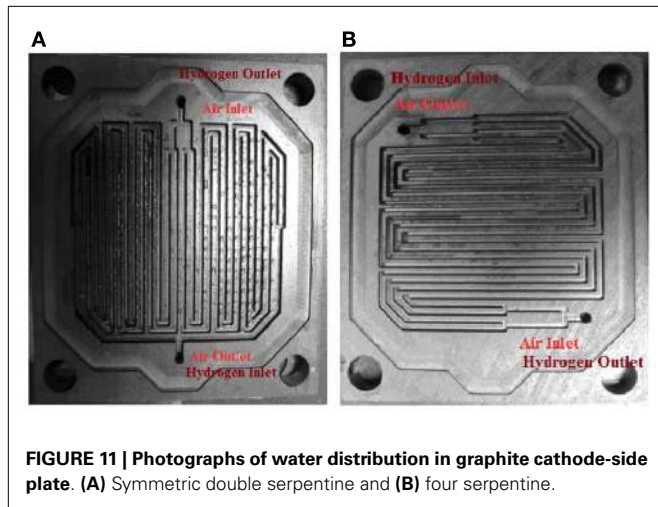 A
B
Hydrogen Outlet
Air Inlet
Air Outlet
Hydrogen Inlet
Hydrogen Inlet
Air Outlet
Air Inlet
Hydrogen Outlet
FIGURE 11 | Photographs of water distribution in graphite cathode-side
plate. (A) Symmetric double serpentine and (B) four serpentine.